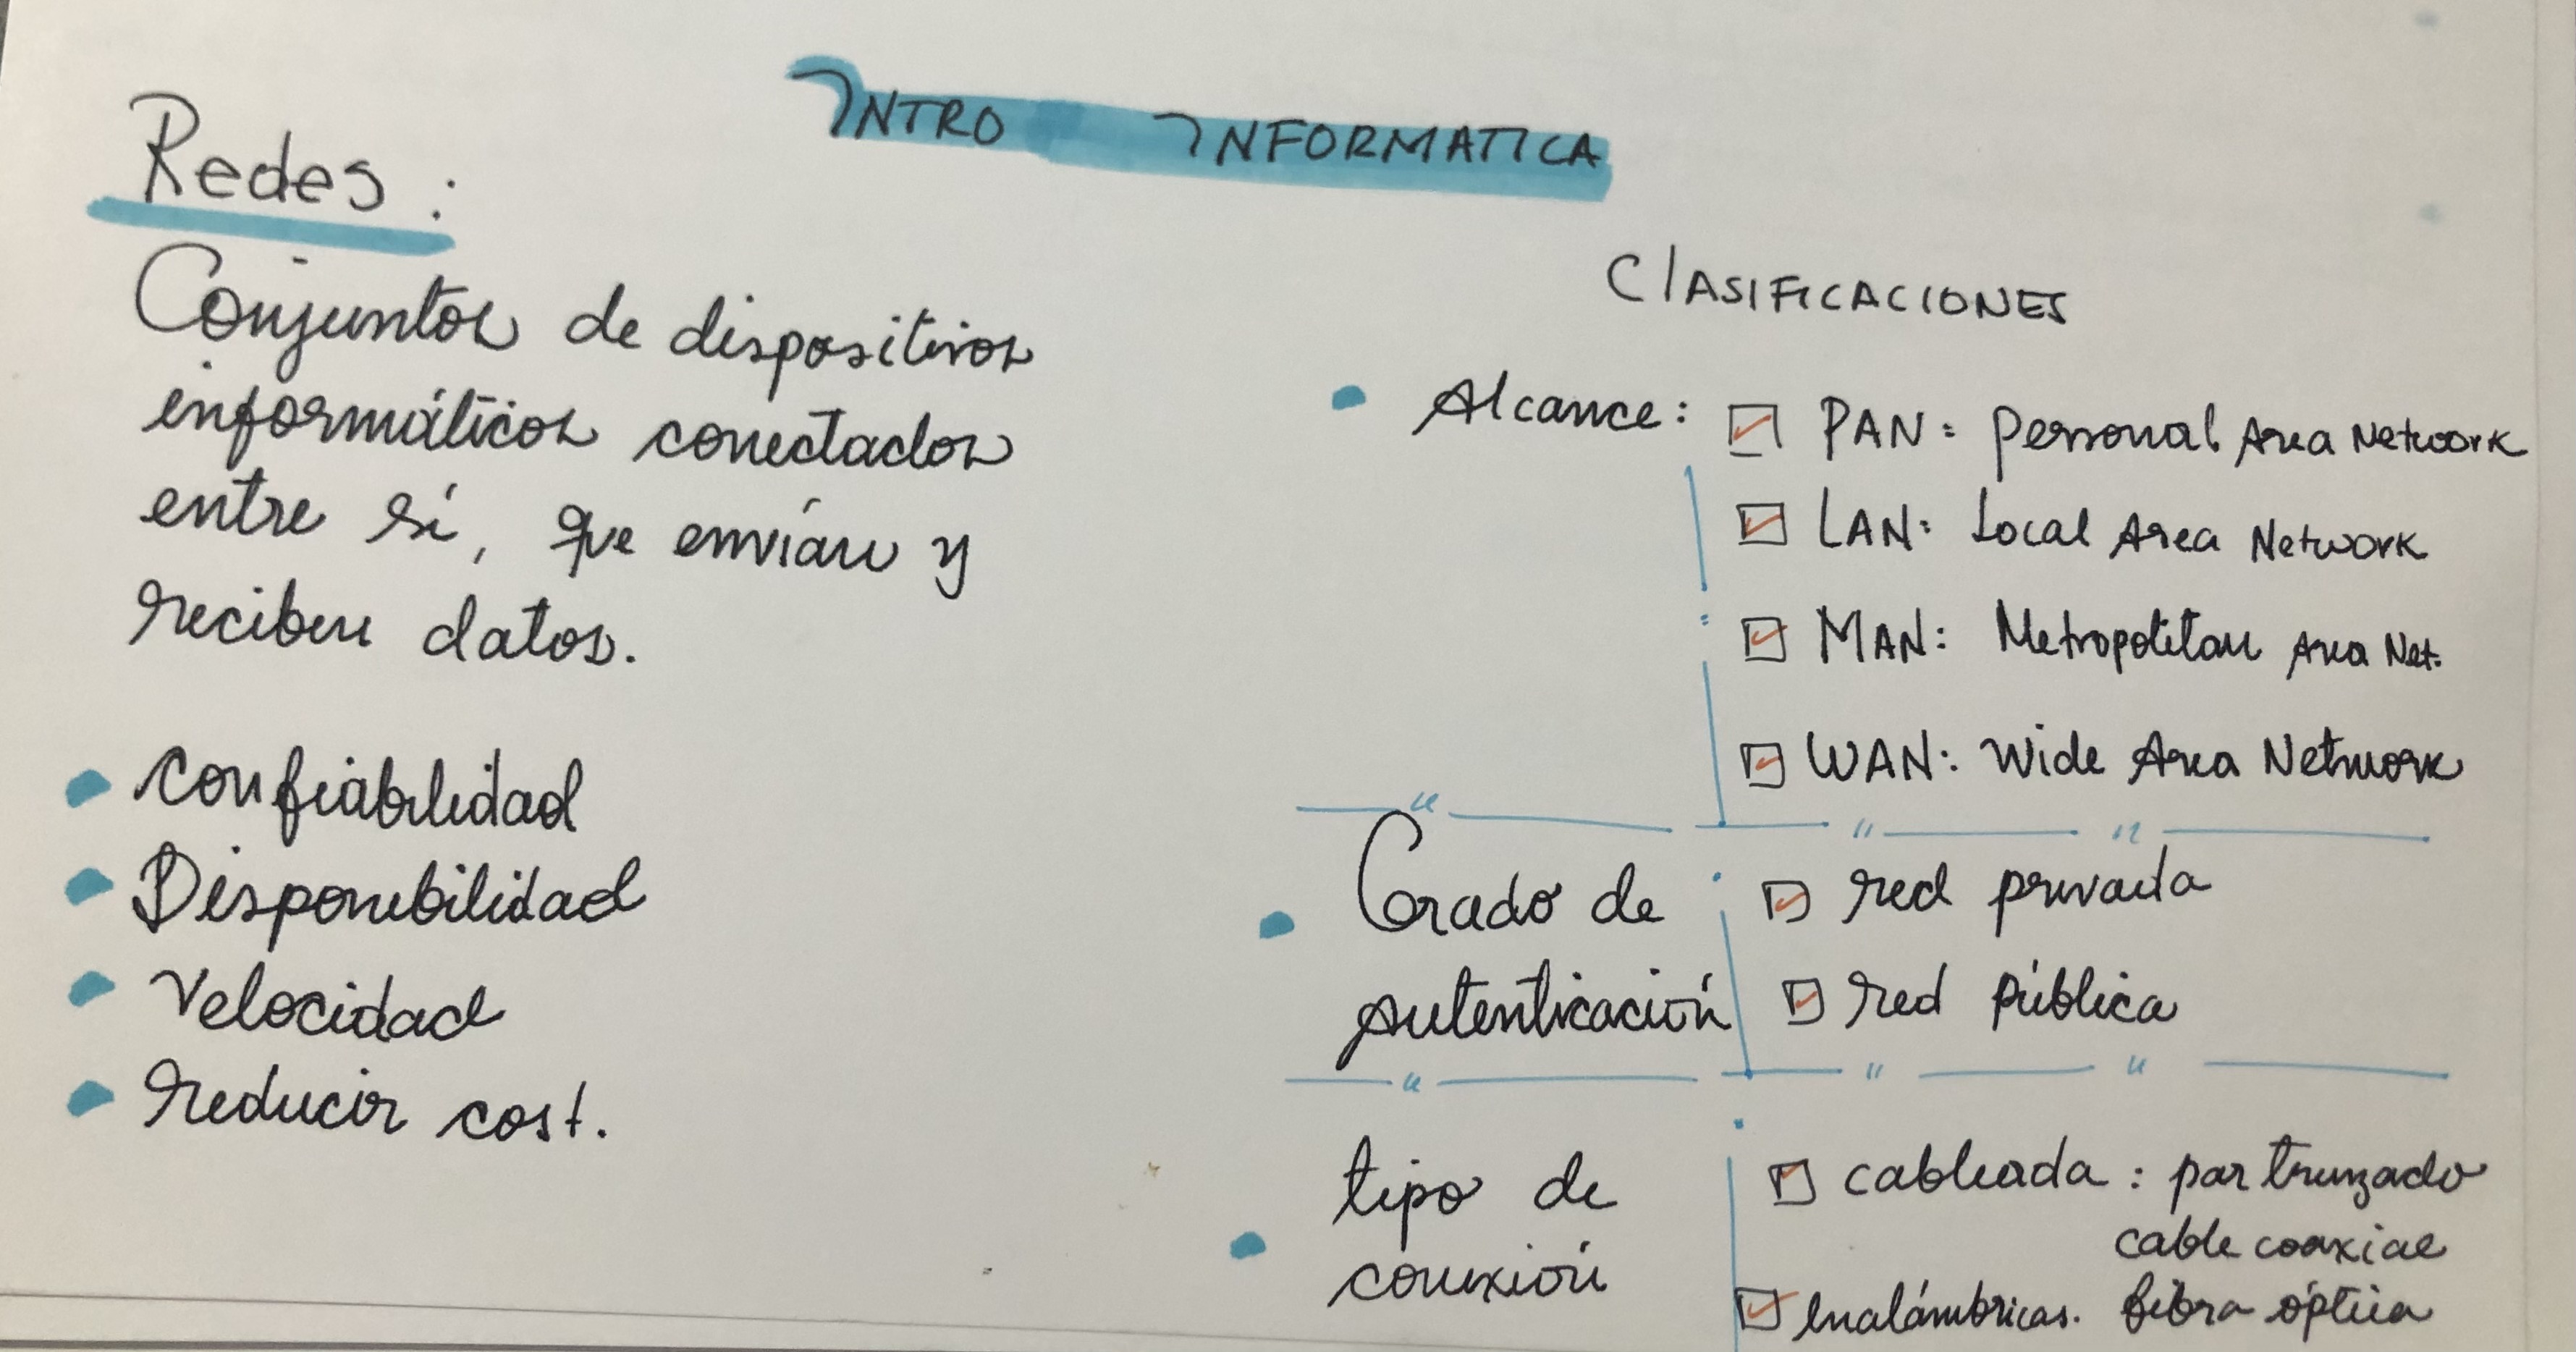 INTRO INFORMATICA
Redes:
Conjuntos de dispositivos
informáticos conectados
entre sí, que envían y
reciben datos.
• confiabilidad
• Disponibilidad
• Velocidad
• reducir cost.
CLASIFICACIONES
• Alcance: ☑ PAN: Personal Area Network
☑ LAN: Local Area Network
☑ MAN: Metropolitan Area Net.
☑ WAN: Wide Area Network
• Grado de ☑ red privada
autenticación ☑ red pública
• tipo de ☑ cableada: par trenzado
conexión cable coaxial
☑ Inalámbricas. fibra óptica